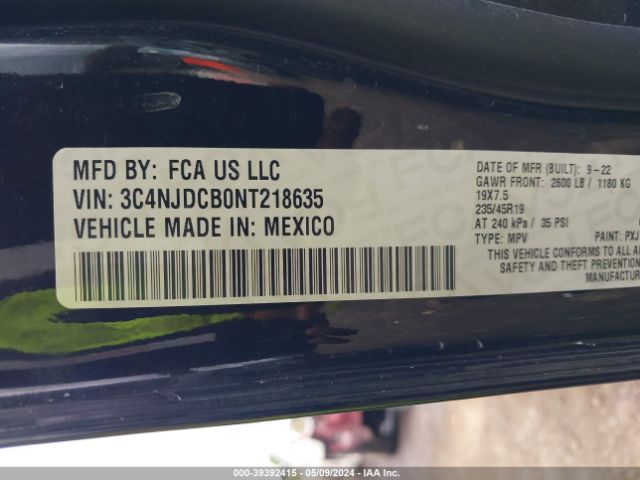 MFD BY: FCA US LLC
VIN: 3C4NJDCB0NT218635
VEHICLE MADE IN: MEXICO
DATE OF MFR (BUILT): 9-22
GAWR FRONT: 2600 LB / 1180 KG
19X7.5
235/45R19
AT 240 kPa / 35 PSI
TYPE: MPV PAINT: PXJ
THIS VEHICLE CONFORMS TO ALL
SAFETY AND THEFT PREVENTION
MANUFACTUR
000-39392415 - 05/09/2024 - IAA Inc.